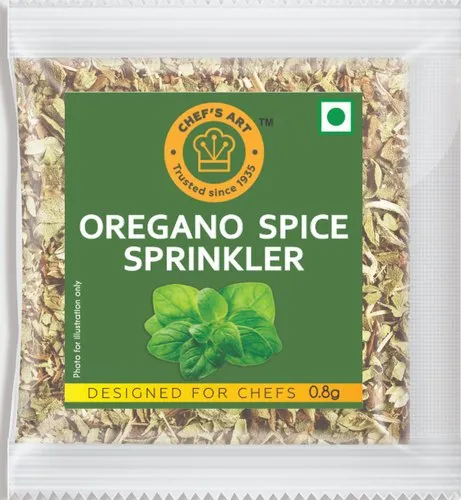 CHEF'S ART
TM
Trusted since 1935
OREGANO SPICE
SPRINKLER
Photo for illustration only
DESIGNED FOR CHEFS 0.8g